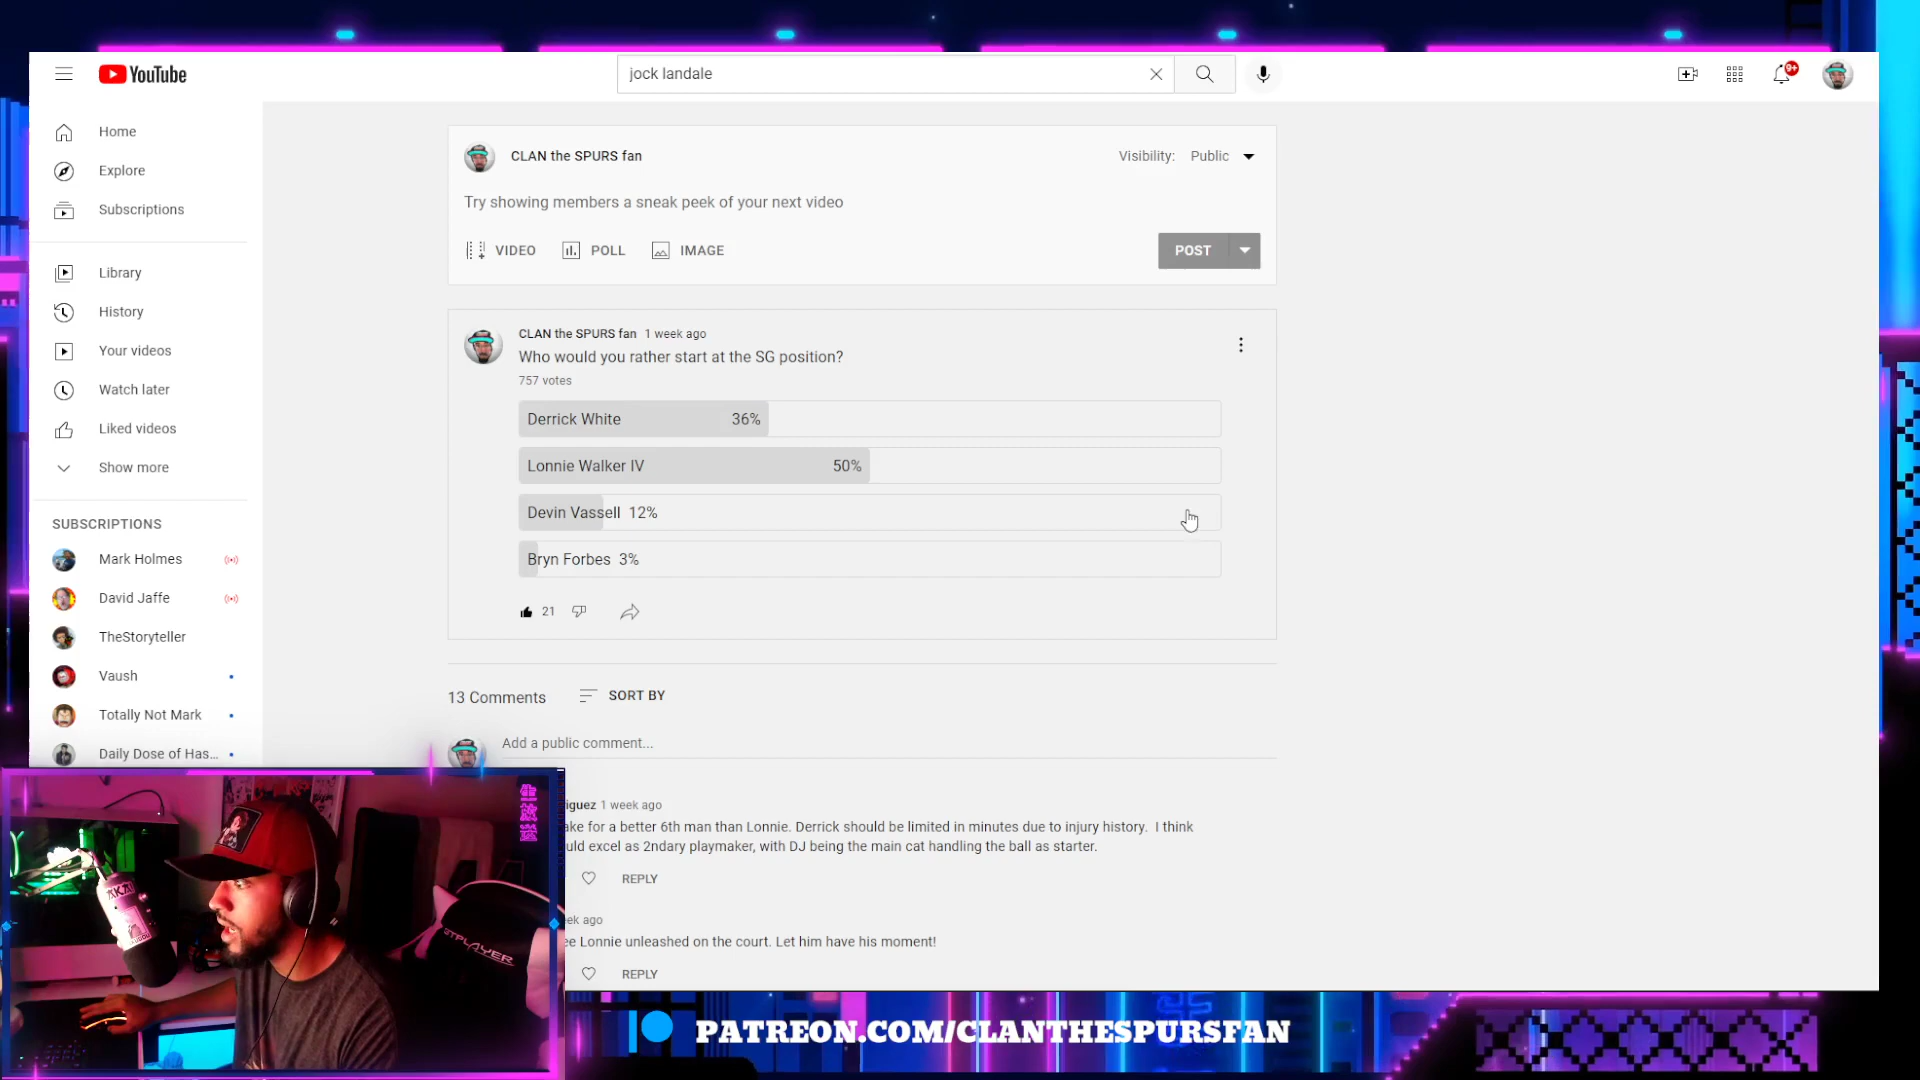 YouTube
jock landale
9+
Home
Explore
Subscriptions
Library
History
Your videos
Watch later
Liked videos
Show more
SUBSCRIPTIONS
Mark Holmes
David Jaffe
TheStoryteller
Vaush
Totally Not Mark
Daily Dose of Has...
CLAN the SPURS fan
Visibility: Public
Try showing members a sneak peek of your next video
VIDEO POLL IMAGE POST
CLAN the SPURS fan 1 week ago
Who would you rather start at the SG position?
757 votes
Derrick White 36%
Lonnie Walker IV 50%
Devin Vassell 12%
Bryn Forbes 3%
21
13 Comments SORT BY
Add a public comment...
iguez 1 week ago
ake for a better 6th man than Lonnie. Derrick should be limited in minutes due to injury history. I think
uld excel as 2ndary playmaker, with DJ being the main cat handling the ball as starter.
REPLY
ek ago
ee Lonnie unleashed on the court. Let him have his moment!
REPLY
生放送
AKAI
PATREON.COM/CLANTHESPURSFAN